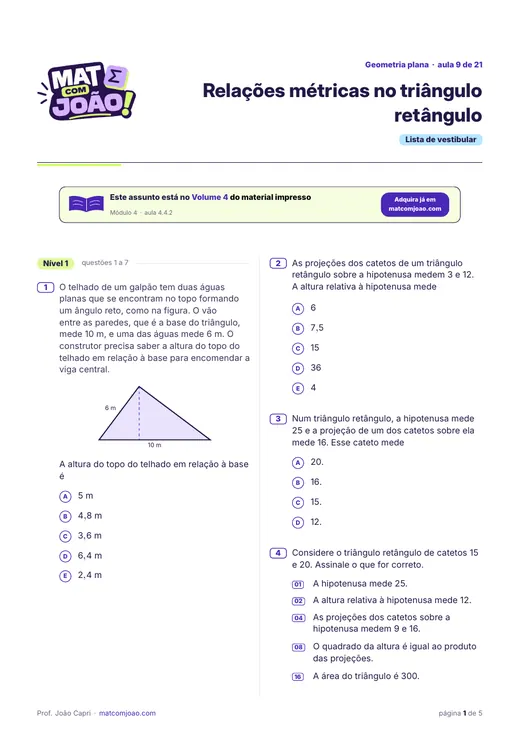 MAT Σ
COM
JOÃO!
Geometria plana · aula 9 de 21
Relações métricas no triângulo
retângulo
Lista de vestibular
Este assunto está no Volume 4 do material impresso
Módulo 4 · aula 4.4.2
Adquira já em
matcomjoao.com
Nível 1 questões 1 a 7
1 O telhado de um galpão tem duas águas
planas que se encontram no topo formando
um ângulo reto, como na figura. O vão
entre as paredes, que é a base do triângulo,
mede 10 m, e uma das águas mede 6 m. O
construtor precisa saber a altura do topo do
telhado em relação à base para encomendar a
viga central.
6 m
10 m
A altura do topo do telhado em relação à base
é
A 5 m
B 4,8 m
C 3,6 m
D 6,4 m
E 2,4 m
2 As projeções dos catetos de um triângulo
retângulo sobre a hipotenusa medem 3 e 12.
A altura relativa à hipotenusa mede
A 6
B 7,5
C 15
D 36
E 4
3 Num triângulo retângulo, a hipotenusa mede
25 e a projeção de um dos catetos sobre ela
mede 16. Esse cateto mede
A 20.
B 16.
C 15.
D 12.
4 Considere o triângulo retângulo de catetos 15
e 20. Assinale o que for correto.
01 A hipotenusa mede 25.
02 A altura relativa à hipotenusa mede 12.
04 As projeções dos catetos sobre a
hipotenusa medem 9 e 16.
08 O quadrado da altura é igual ao produto
das projeções.
16 A área do triângulo é 300.
Prof. João Capri · matcomjoao.com
página 1 de 5